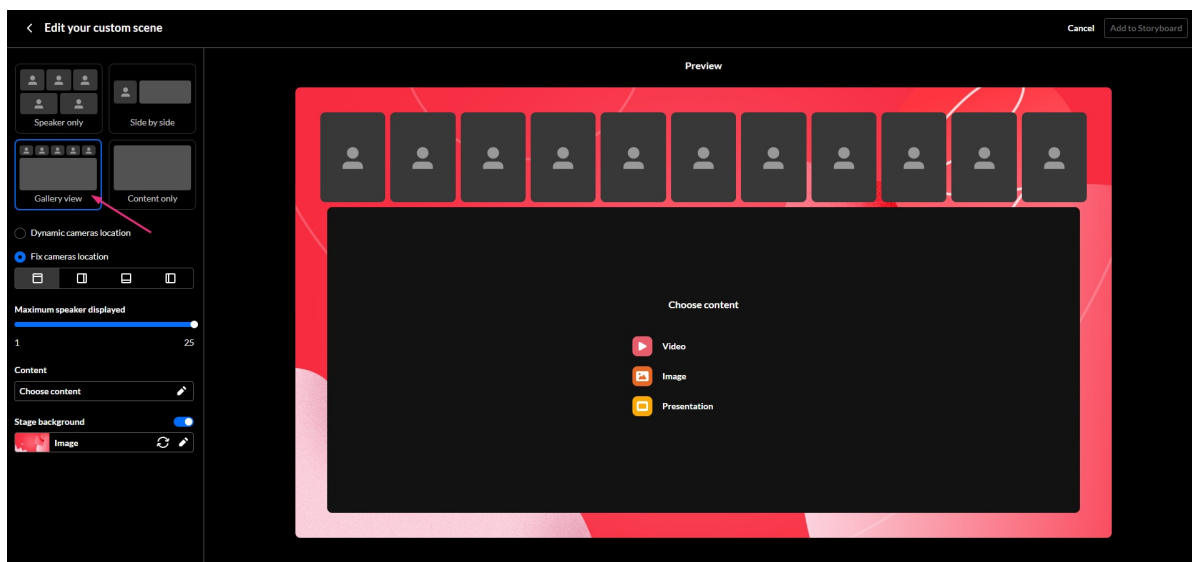 Edit your custom scene
Cancel
Add to Storyboard
Speaker only
Side by side
Gallery view
Content only
Dynamic cameras location
Fix cameras location
Maximum speaker displayed
1
25
Content
Choose content
Stage background
Image
Preview
Choose content
Video
Image
Presentation